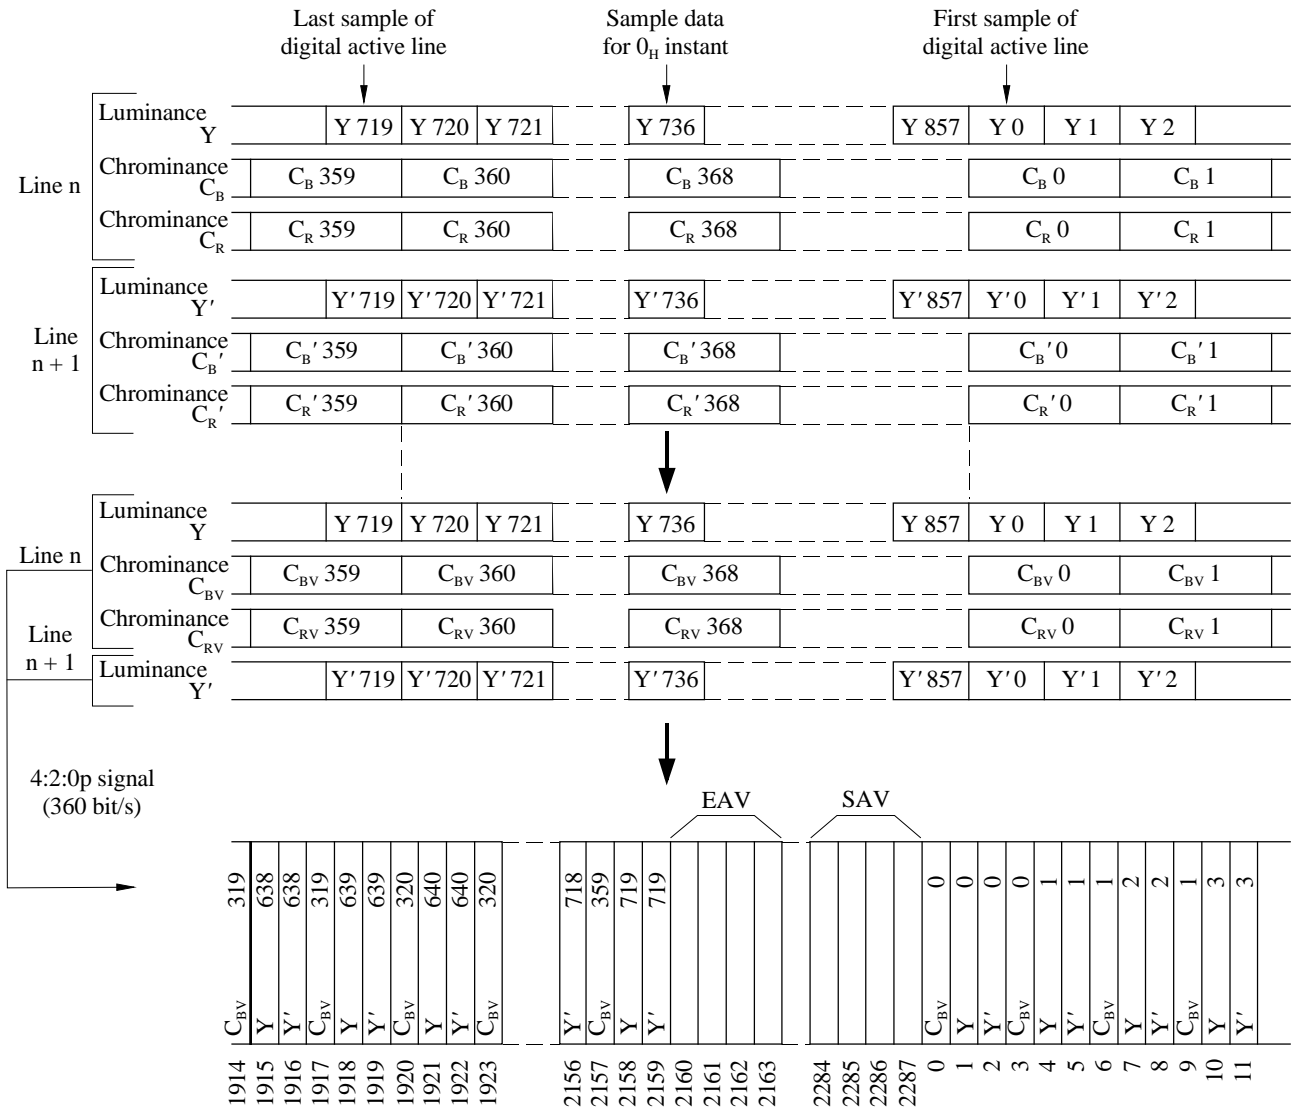 Last sample of
digital active line
Sample data
for 0H instant
First sample of
digital active line
Line n
Luminance
Y
Y 719 Y 720 Y 721 Y 736 Y 857 Y 0 Y 1 Y 2
Chrominance
CB
CB 359 CB 360 CB 368 CB 0 CB 1
Chrominance
CR
CR 359 CR 360 CR 368 CR 0 CR 1
Line
n + 1
Luminance
Y′
Y′ 719 Y′ 720 Y′ 721 Y′ 736 Y′ 857 Y′ 0 Y′ 1 Y′ 2
Chrominance
CB′
CB′ 359 CB′ 360 CB′ 368 CB′ 0 CB′ 1
Chrominance
CR′
CR′ 359 CR′ 360 CR′ 368 CR′ 0 CR′ 1
Line n
Luminance
Y
Y 719 Y 720 Y 721 Y 736 Y 857 Y 0 Y 1 Y 2
Chrominance
CBV
CBV 359 CBV 360 CBV 368 CBV 0 CBV 1
Chrominance
CRV
CRV 359 CRV 360 CRV 368 CRV 0 CRV 1
Line
n + 1
Luminance
Y′
Y′ 719 Y′ 720 Y′ 721 Y′ 736 Y′ 857 Y′ 0 Y′ 1 Y′ 2
4:2:0p signal
(360 bit/s)
EAV
SAV
319 638 638 319 639 639 320 640 640 320 718 359 719 719 0 0 0 0 1 1 1 2 2 1 3 3
CBV Y Y′ CBV Y Y′ CBV Y Y′ CBV Y′ CBV Y Y′ CBV Y Y′ CBV Y Y′ CBV Y Y′ CBV Y Y′
1914 1915 1916 1917 1918 1919 1920 1921 1922 1923 2156 2157 2158 2159 2160 2161 2162 2163 2284 2285 2286 2287 0 1 2 3 4 5 6 7 8 9 10 11